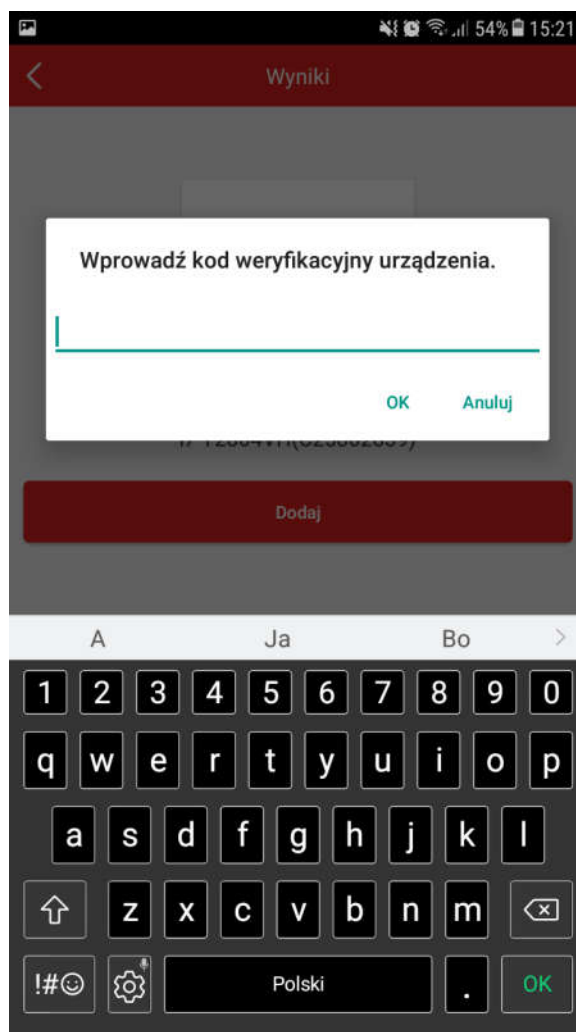 54% 15:21
Wyniki
Wprowadź kod weryfikacyjny urządzenia.
OK Anuluj
Dodaj
A Ja Bo
1 2 3 4 5 6 7 8 9 0
q w e r t y u i o p
a s d f g h j k l
z x c v b n m
!#☺ Polski . OK